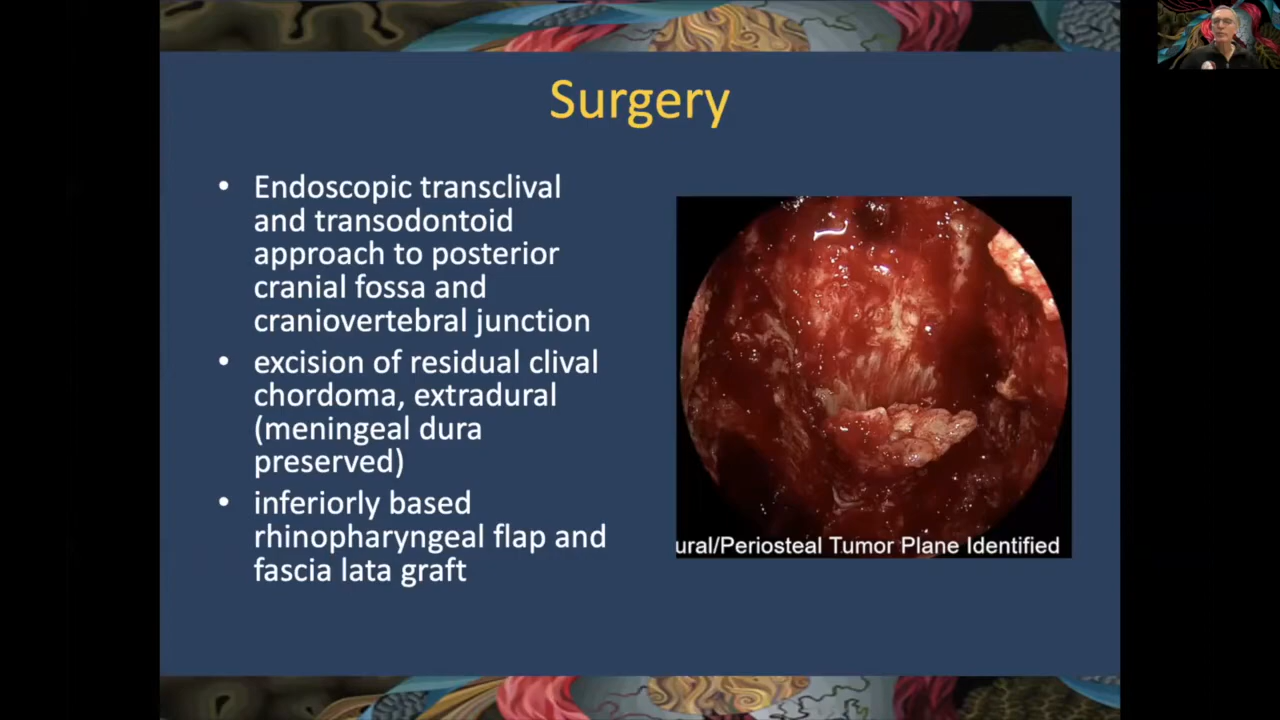 Surgery
• Endoscopic transclival
and transodontoid
approach to posterior
cranial fossa and
craniovertebral junction
• excision of residual clival
chordoma, extradural
(meningeal dura
preserved)
• inferiorly based
rhinopharyngeal flap and
fascia lata graft
ural/Periosteal Tumor Plane Identified